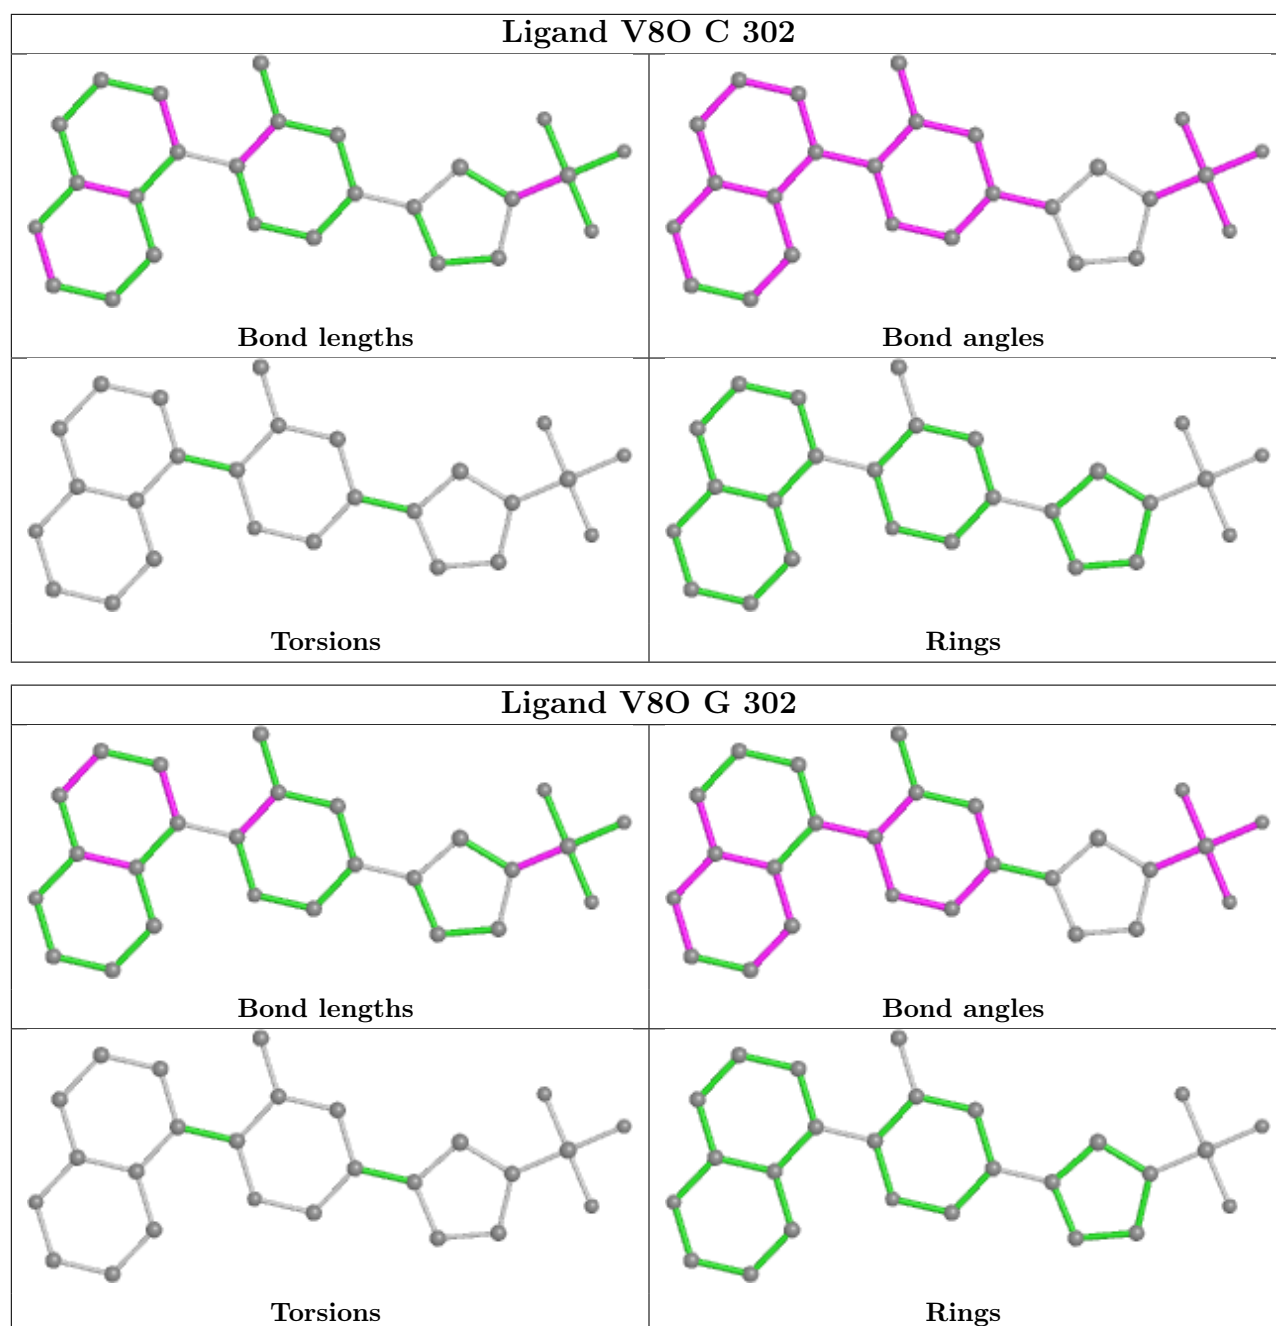 Ligand V8O C 302
Bond lengths
Bond angles
Torsions
Rings
Ligand V8O G 302
Bond lengths
Bond angles
Torsions
Rings